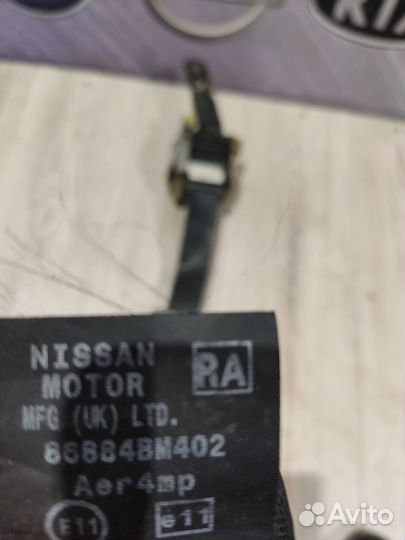 KIA
NISSAN
MOTOR
RA
MFG (UK) LTD.
86884BM402
Aer4mp
E11
e11
Avito